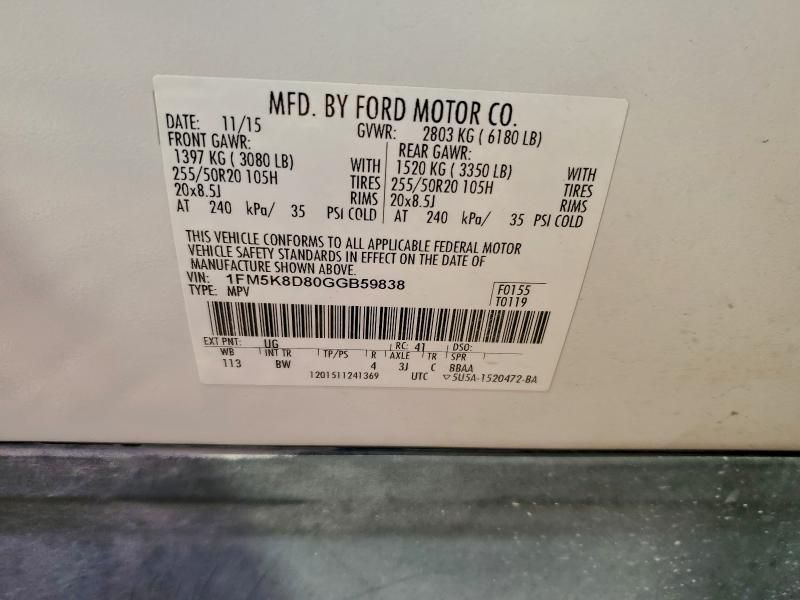 MFD. BY FORD MOTOR CO.
DATE: 11/15 GVWR: 2803 KG ( 6180 LB)
FRONT GAWR: REAR GAWR:
1397 KG ( 3080 LB) WITH 1520 KG ( 3350 LB) WITH
255/50R20 105H TIRES 255/50R20 105H TIRES
20x8.5J RIMS 20x8.5J RIMS
AT 240 kPa/ 35 PSI COLD AT 240 kPa/ 35 PSI COLD
THIS VEHICLE CONFORMS TO ALL APPLICABLE FEDERAL MOTOR
VEHICLE SAFETY STANDARDS IN EFFECT ON THE DATE OF
MANUFACTURE SHOWN ABOVE.
VIN: 1FM5K8D80GGB59838 F0155
TYPE: MPV T0119
EXT PNT: UG RC: 41 DSO:
WB INT TR TP/PS R AXLE TR SPR
113 BW 4 3J C BBAA
1201511241369 UTC ▽5U5A-1520472-BA